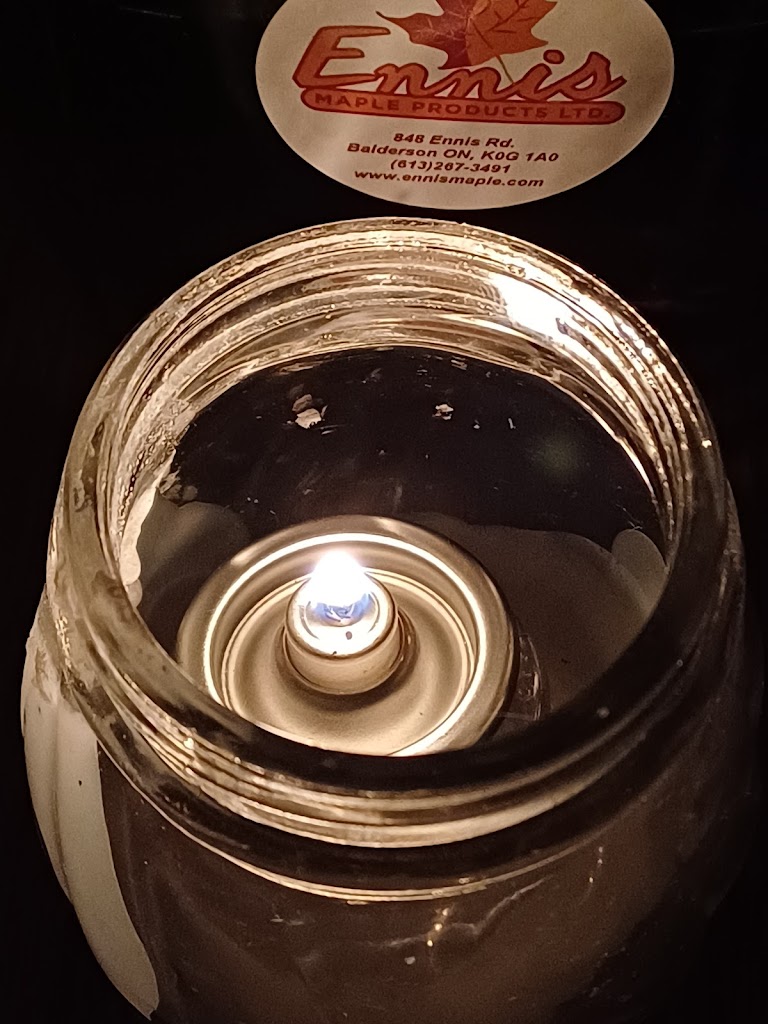 Ennis
MAPLE PRODUCTS LTD.
848 Ennis Rd.
Balderson ON, K0G 1A0
(613)267-3491
www.ennismaple.com